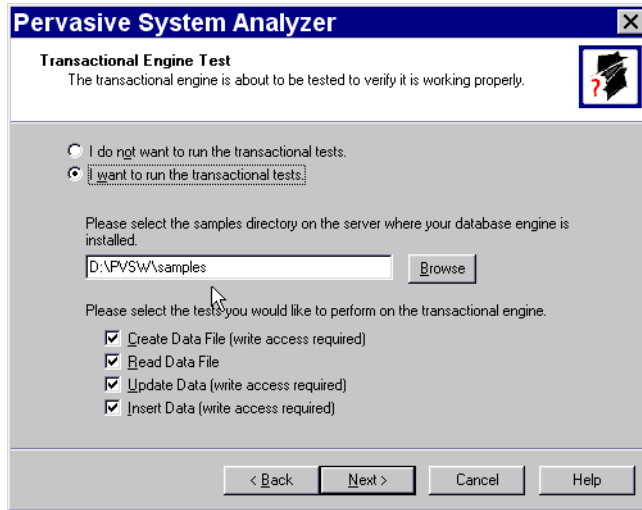 Pervasive System Analyzer
Transactional Engine Test
The transactional engine is about to be tested to verify it is working properly.
?
I do not want to run the transactional tests.
I want to run the transactional tests.
Please select the samples directory on the server where your database engine is
installed.
D:\PVSW\samples
Browse
Please select the tests you would like to perform on the transactional engine.
Create Data File (write access required)
Read Data File
Update Data (write access required)
Insert Data (write access required)
< Back
Next >
Cancel
Help